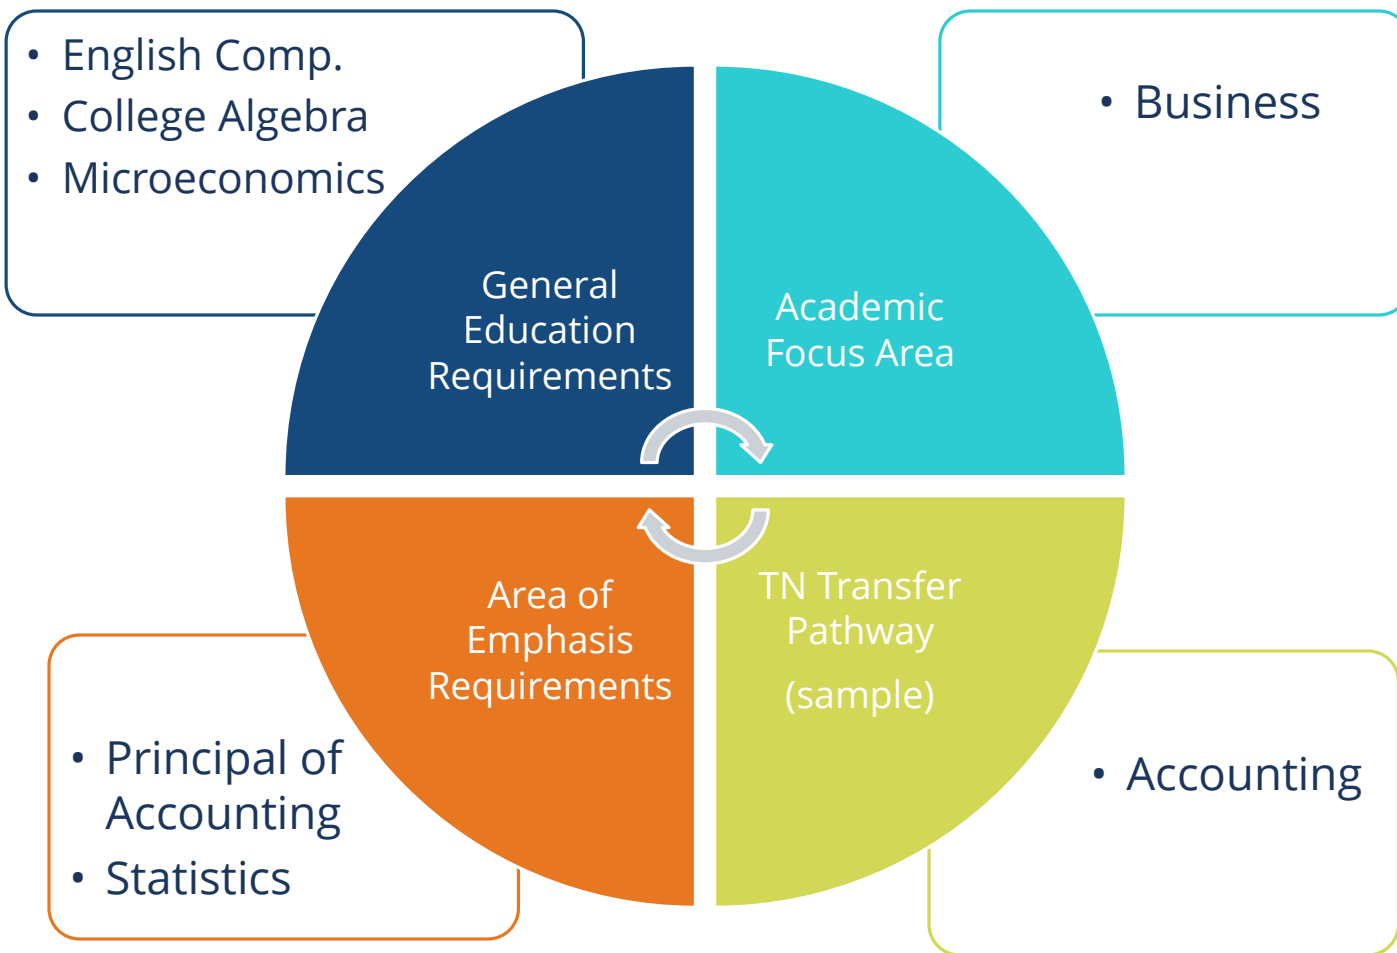 • English Comp.
• College Algebra
• Microeconomics
General
Education
Requirements
• Business
Academic
Focus Area
Area of
Emphasis
Requirements
• Principal of
Accounting
• Statistics
TN Transfer
Pathway
(sample)
• Accounting